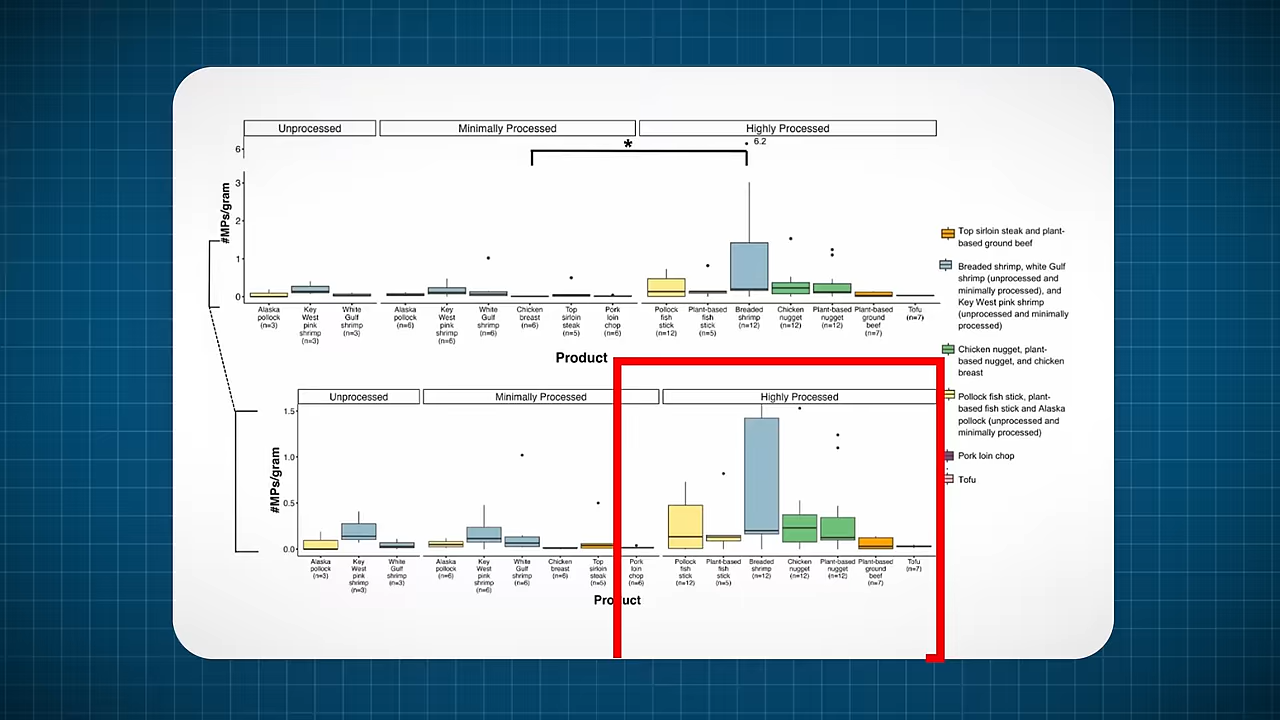 Unprocessed
Minimally Processed
Highly Processed
6
*
6.2
3
2
1
0
#MPs/gram
Alaska
pollock
(n=3)
Key
West
pink
shrimp
(n=3)
White
Gulf
shrimp
(n=3)
Alaska
pollock
(n=6)
Key
West
pink
shrimp
(n=6)
White
Gulf
shrimp
(n=6)
Chicken
breast
(n=6)
Top
sirloin
steak
(n=5)
Pork
loin
chop
(n=6)
Pollock
fish
stick
(n=12)
Plant-based
fish
stick
(n=5)
Breaded
shrimp
(n=12)
Chicken
nugget
(n=12)
Plant-based
nugget
(n=12)
Plant-based
ground
beef
(n=7)
Tofu
(n=7)
Product
Top sirloin steak and plant-
based ground beef
Breaded shrimp, white Gulf
shrimp (unprocessed and
minimally processed), and
Key West pink shrimp
(unprocessed and minimally
processed)
Chicken nugget, plant-
based nugget, and chicken
breast
Pollock fish stick, plant-
based fish stick and Alaska
pollock (unprocessed and
minimally processed)
Pork loin chop
Tofu
Unprocessed
Minimally Processed
Highly Processed
1.5
1.0
0.5
0.0
#MPs/gram
Alaska
pollock
(n=3)
Key
West
pink
shrimp
(n=3)
White
Gulf
shrimp
(n=3)
Alaska
pollock
(n=6)
Key
West
pink
shrimp
(n=6)
White
Gulf
shrimp
(n=6)
Chicken
breast
(n=6)
Top
sirloin
steak
(n=5)
Pork
loin
chop
(n=6)
Pollock
fish
stick
(n=12)
Plant-based
fish
stick
(n=5)
Breaded
shrimp
(n=12)
Chicken
nugget
(n=12)
Plant-based
nugget
(n=12)
Plant-based
ground
beef
(n=7)
Tofu
(n=7)
Product